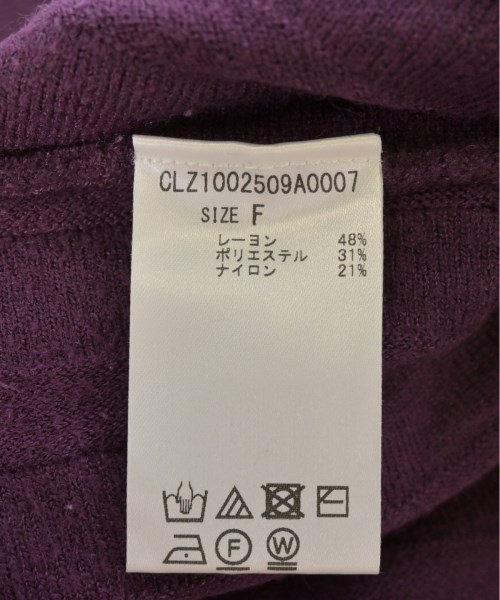 CLZ1002509A0007
SIZE F
レーヨン 48%
ポリエステル 31%
ナイロン 21%
F W